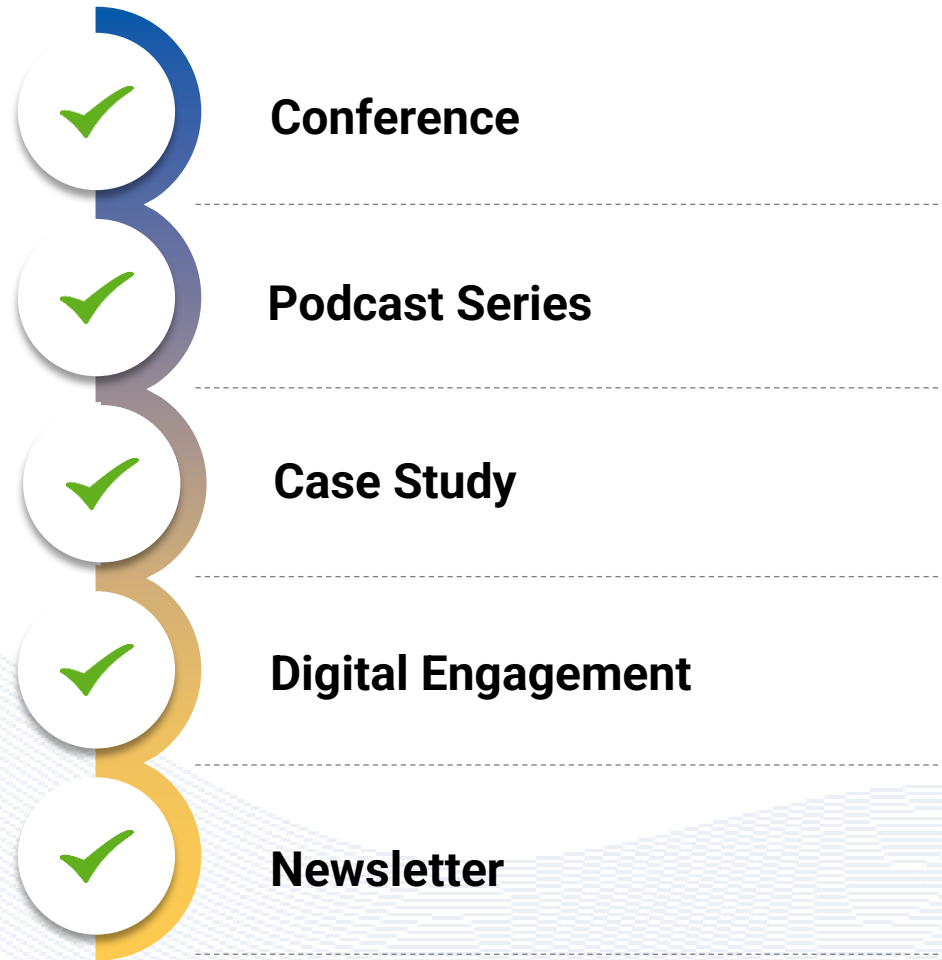 Conference
Podcast Series
Case Study
Digital Engagement
Newsletter